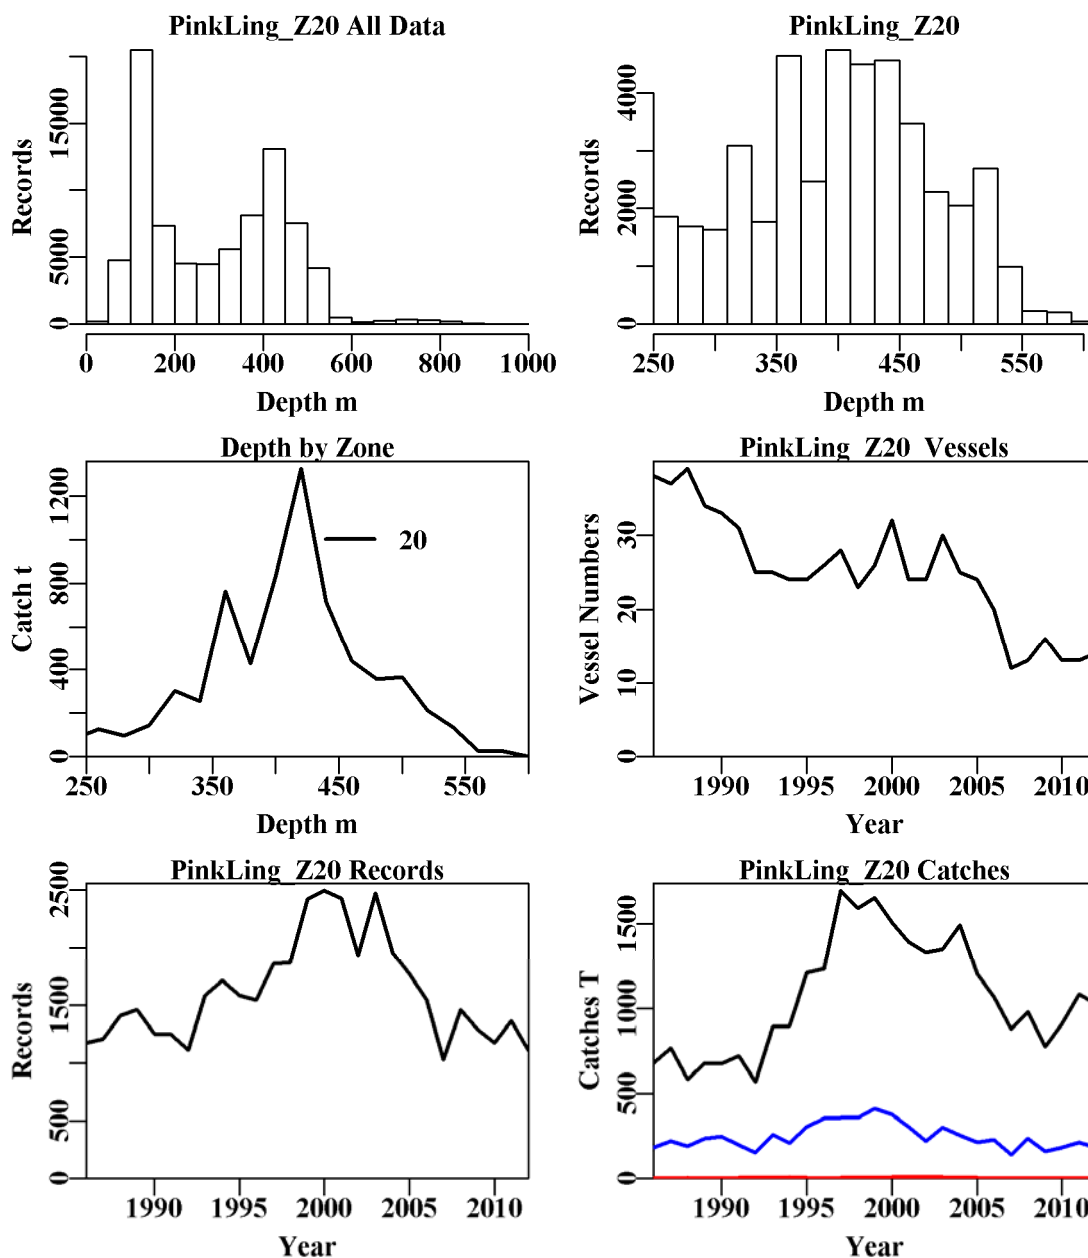 PinkLing_Z20 All Data
Records
0 5000 15000
0 200 400 600 800 1000
Depth m
PinkLing_Z20
Records
0 2000 4000
250 350 450 550
Depth m
Depth by Zone
Catch t
0 400 800 1200
20
250 350 450 550
Depth m
PinkLing_Z20 Vessels
Vessel Numbers
0 10 20 30
1990 1995 2000 2005 2010
Year
PinkLing_Z20 Records
Records
0 500 1500 2500
1990 1995 2000 2005 2010
Year
PinkLing_Z20 Catches
Catches T
0 500 1000 1500
1990 1995 2000 2005 2010
Year